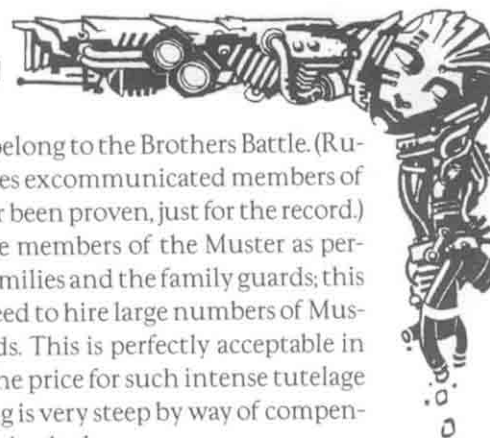 belong to the Brothers Battle. (Ru-
es excommunicated members of
r been proven, just for the record.)
e members of the Muster as per-
milies and the family guards; this
eed to hire large numbers of Mus-
ds. This is perfectly acceptable in
he price for such intense tutelage
g is very steep by way of compen-